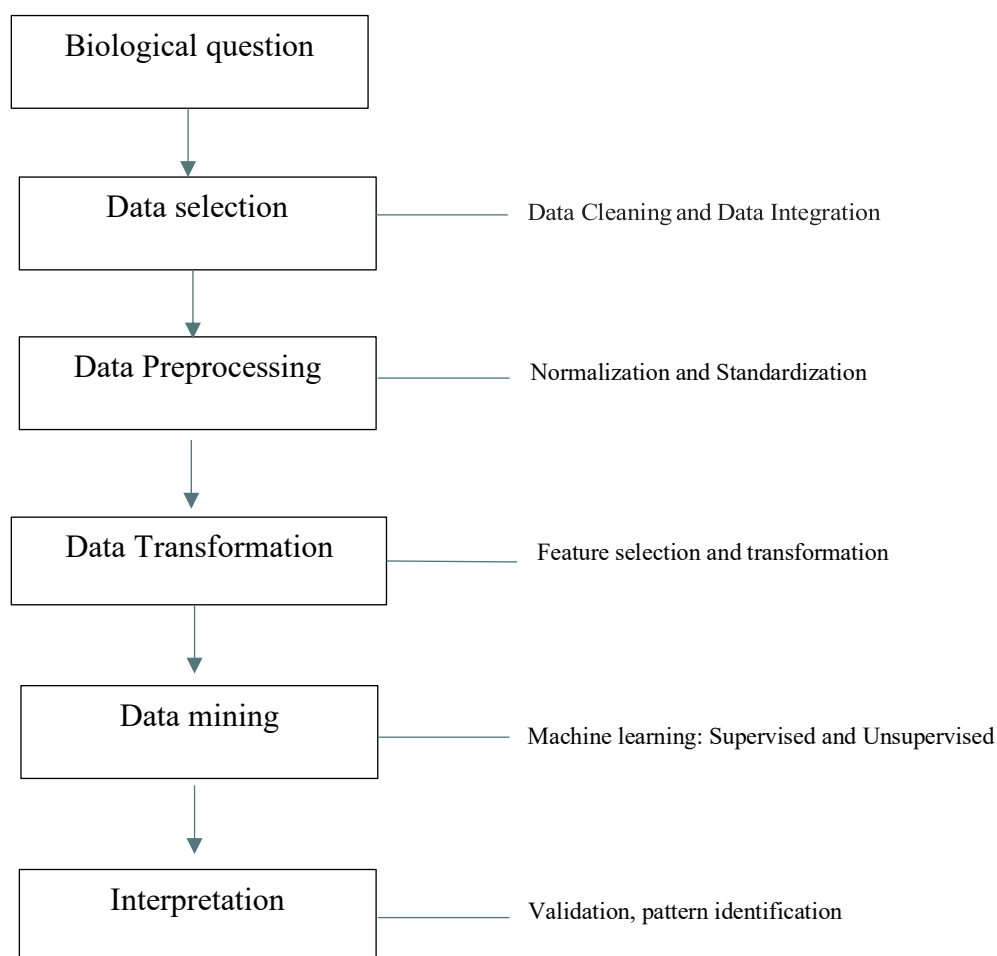 Biological question
Data selection
Data Cleaning and Data Integration
Data Preprocessing
Normalization and Standardization
Data Transformation
Feature selection and transformation
Data mining
Machine learning: Supervised and Unsupervised
Interpretation
Validation, pattern identification